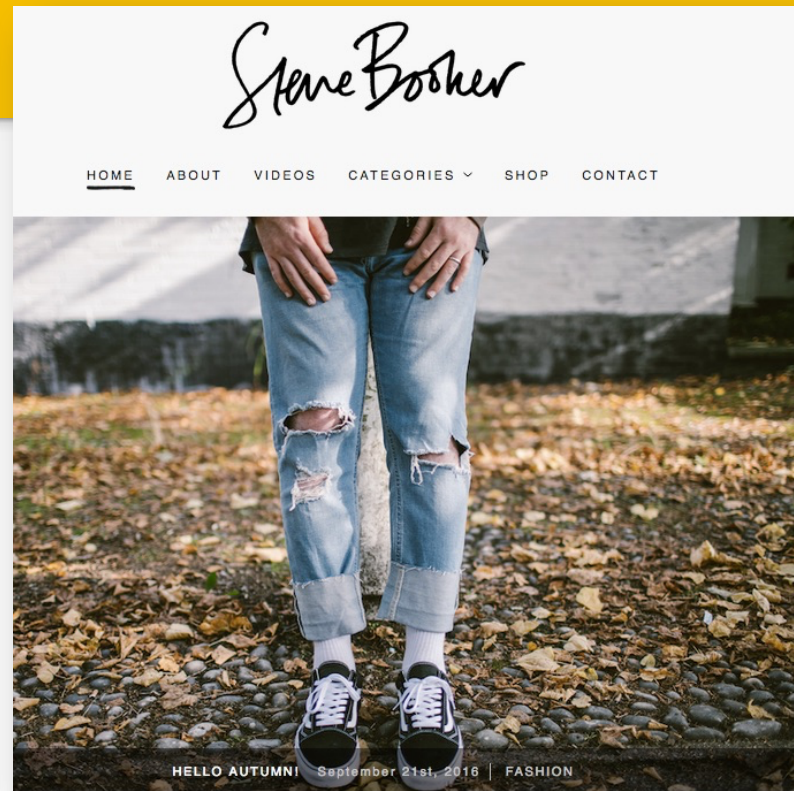 Steve Booker
HOME ABOUT VIDEOS CATEGORIES SHOP CONTACT
HELLO AUTUMN! September 21st, 2016 | FASHION